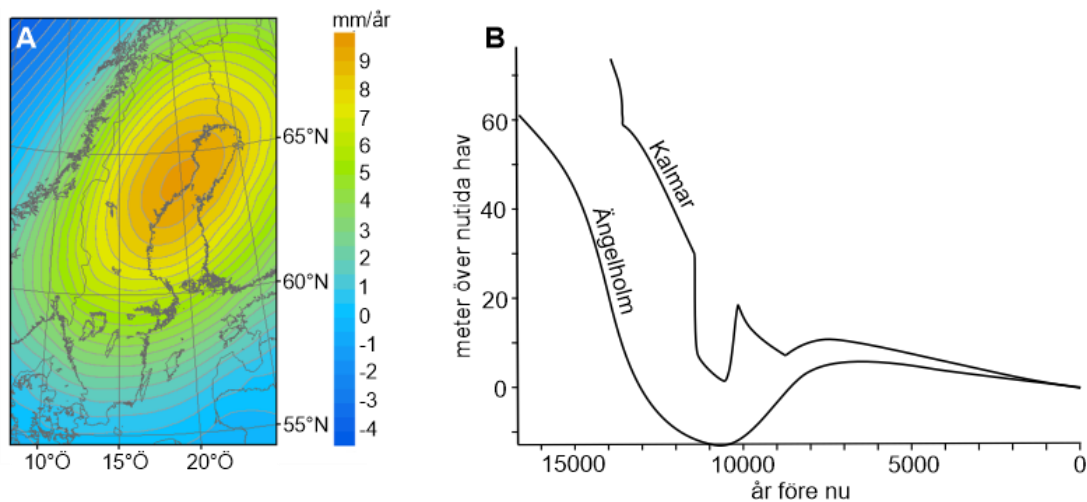 A
mm/år
9
8
7
6
5
4
3
2
1
0
-1
-2
-3
-4
65°N
60°N
55°N
10°Ö 15°Ö 20°Ö
B
meter över nutida hav
60
40
20
0
Kalmar
Ängelholm
15000 10000 5000 0
år före nu